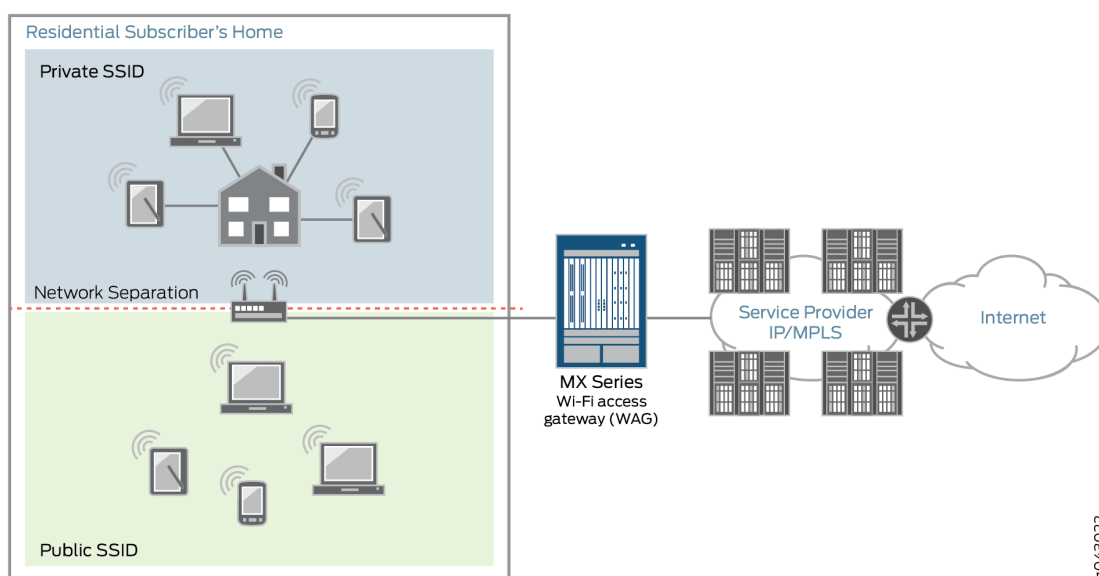 Residential Subscriber's Home
Private SSID
Network Separation
Public SSID
MX Series
Wi-Fi access
gateway (WAG)
Service Provider
IP/MPLS
Internet